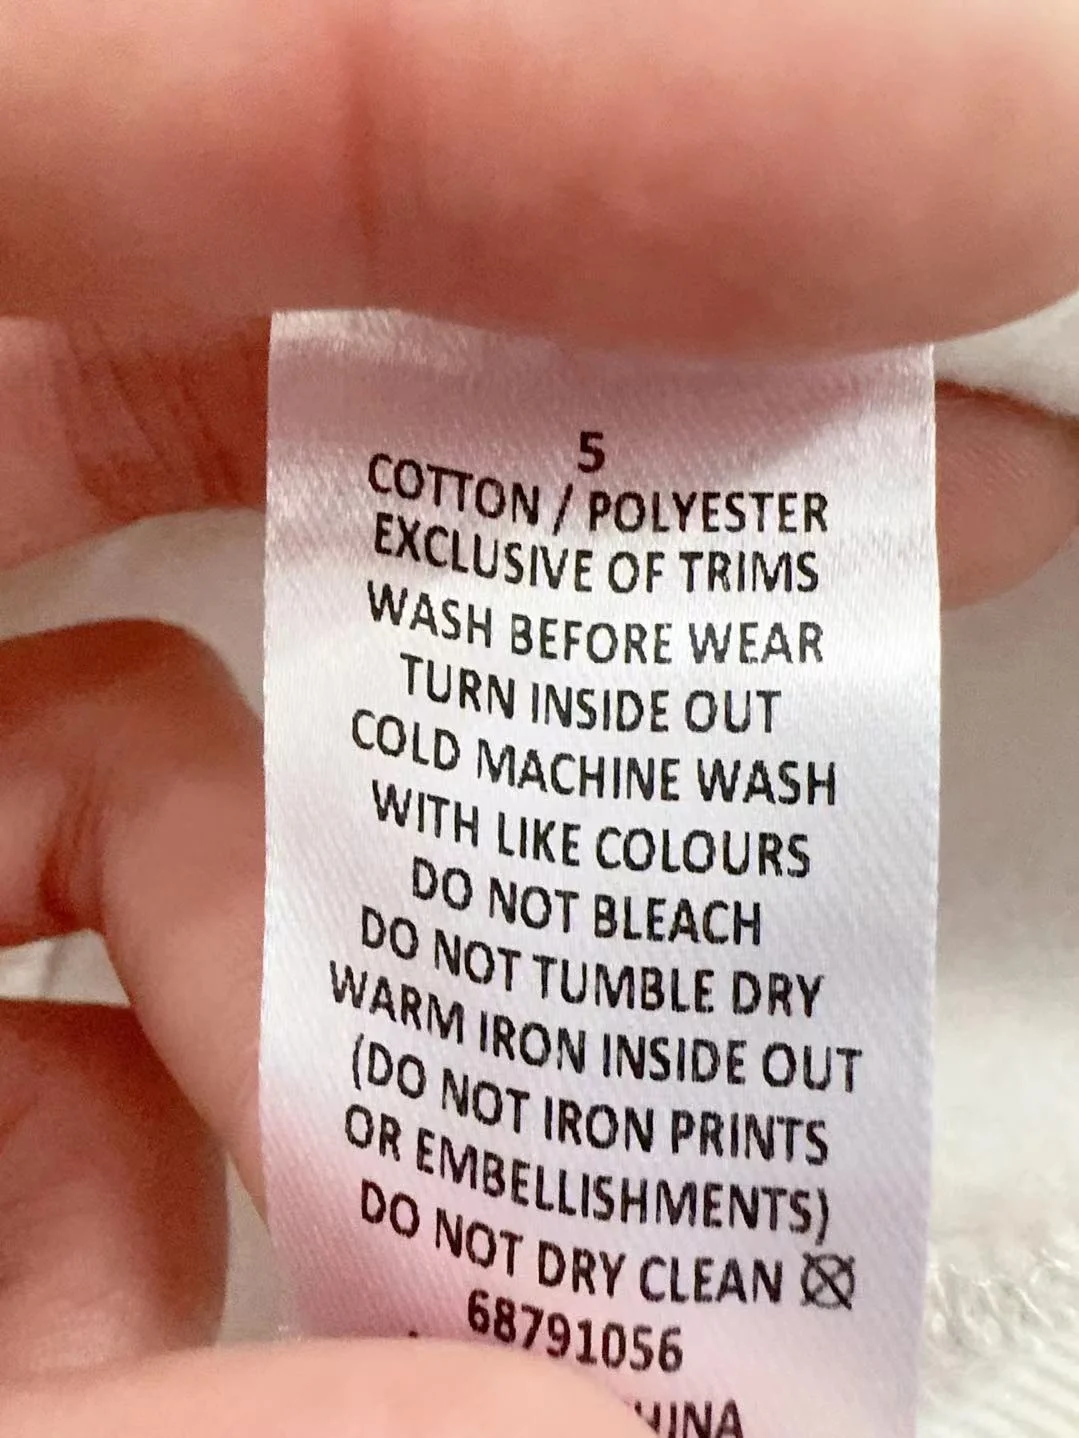 5
COTTON / POLYESTER
EXCLUSIVE OF TRIMS
WASH BEFORE WEAR
TURN INSIDE OUT
COLD MACHINE WASH
WITH LIKE COLOURS
DO NOT BLEACH
DO NOT TUMBLE DRY
WARM IRON INSIDE OUT
(DO NOT IRON PRINTS
OR EMBELLISHMENTS)
DO NOT DRY CLEAN
68791056